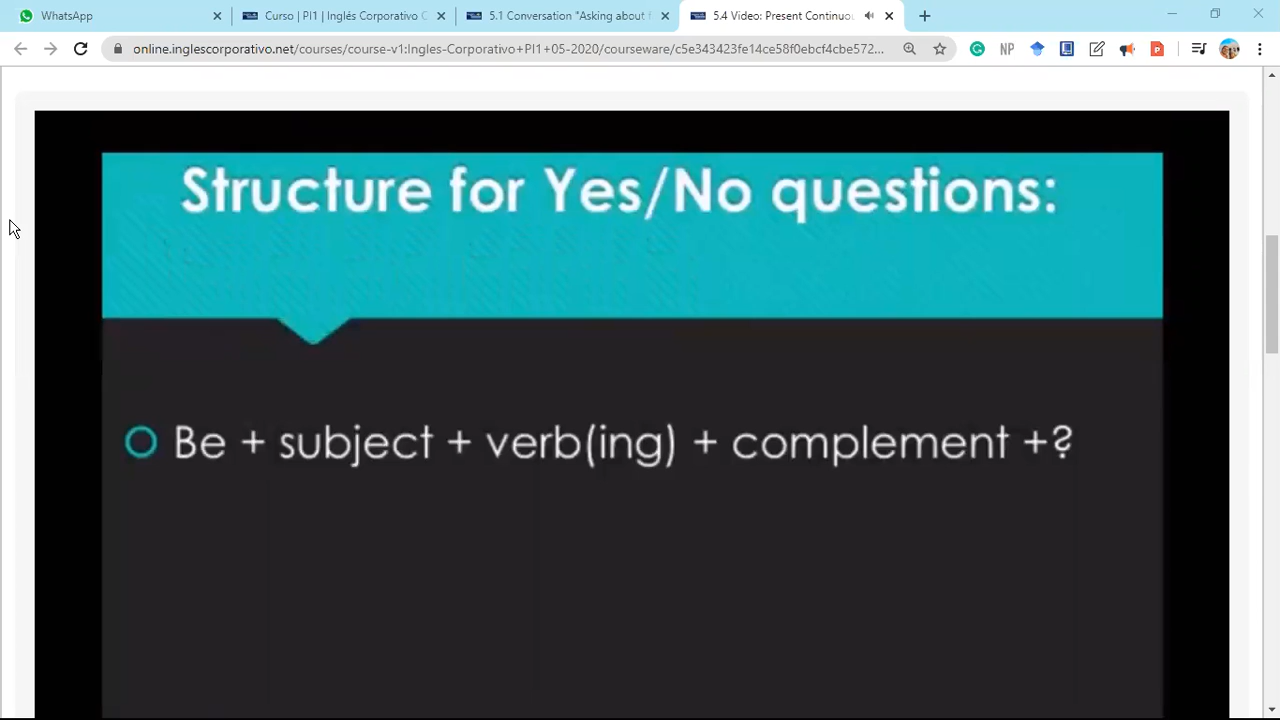 WhatsApp
Curso | PI1 | Inglés Corporativo G
5.1 Conversation "Asking about f
5.4 Video: Present Continuou
online.inglescorporativo.net/courses/course-v1:Ingles-Corporativo+PI1+05-2020/courseware/c5e343423fe14ce58f0ebcf4cbe572...
NP
Structure for Yes/No questions:
Be + subject + verb(ing) + complement +?